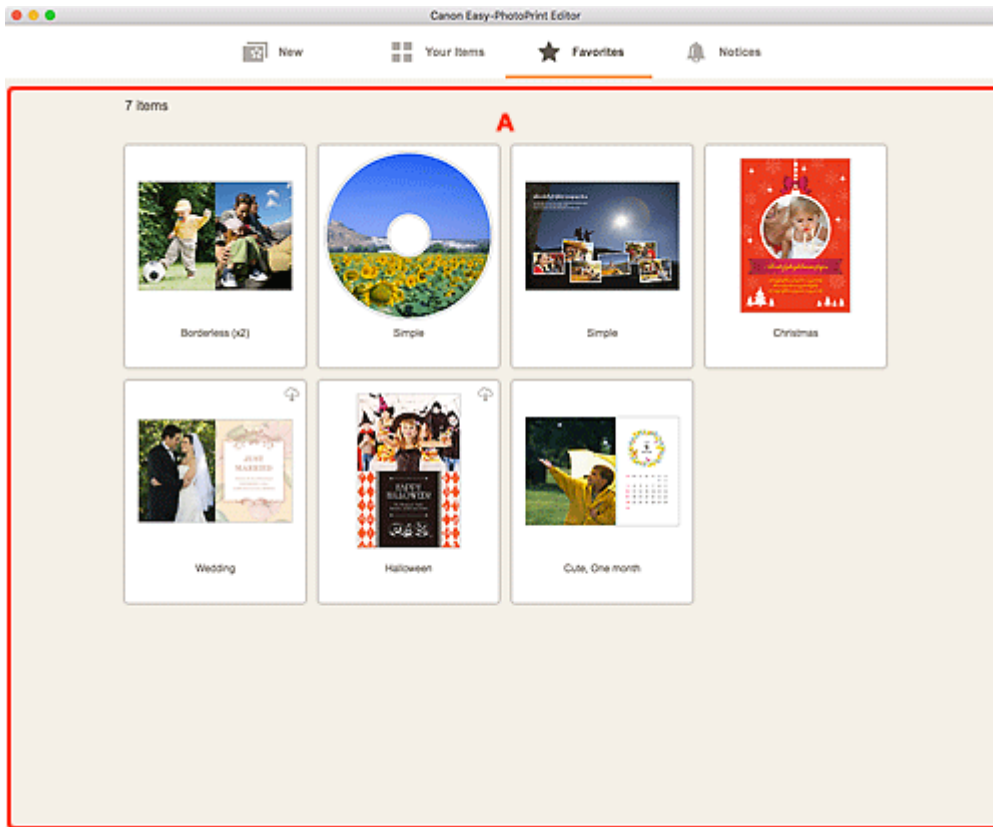 Canon Easy-PhotoPrint Editor
New
Your Items
Favorites
Notices
7 items
A
Borderless (x2)
Simple
Simple
Christmas
JUST
MARRIED
HAPPY
HALLOWEEN
Wedding
Halloween
Cute, One month